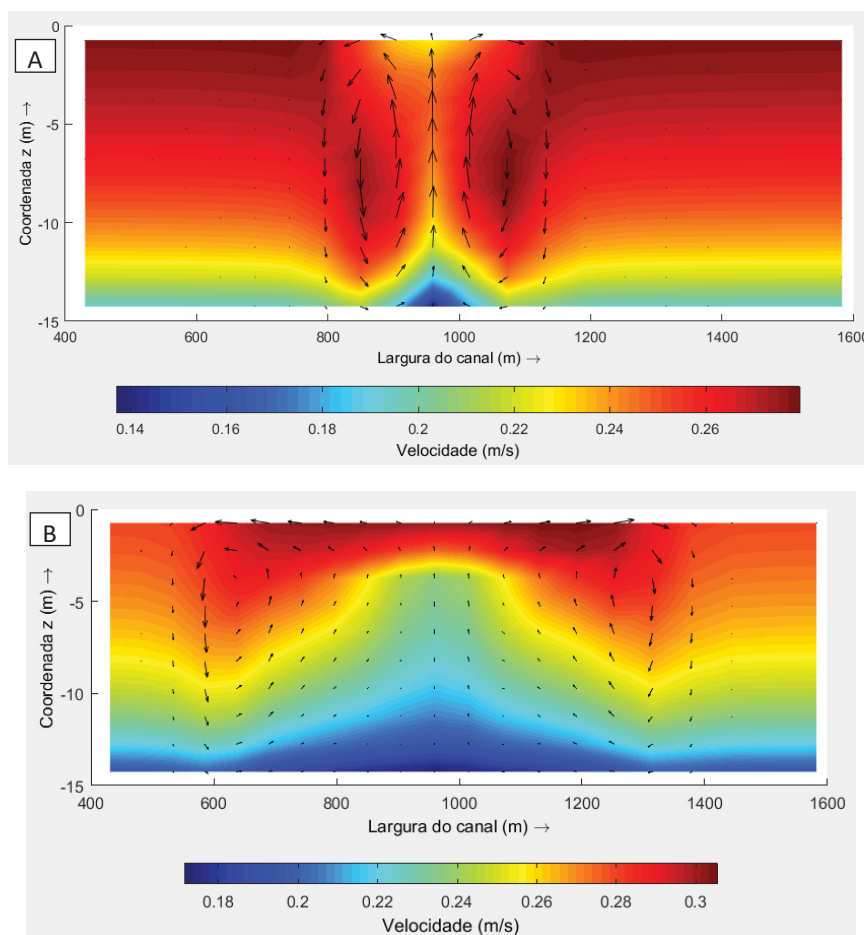 A
0
-5
-10
-15
Coordenada z (m) →
400 600 800 1000 1200 1400 1600
Largura do canal (m) →
0.14 0.16 0.18 0.2 0.22 0.24 0.26
Velocidade (m/s)
B
0
-5
-10
-15
Coordenada z (m) →
400 600 800 1000 1200 1400 1600
Largura do canal (m) →
0.18 0.2 0.22 0.24 0.26 0.28 0.3
Velocidade (m/s)